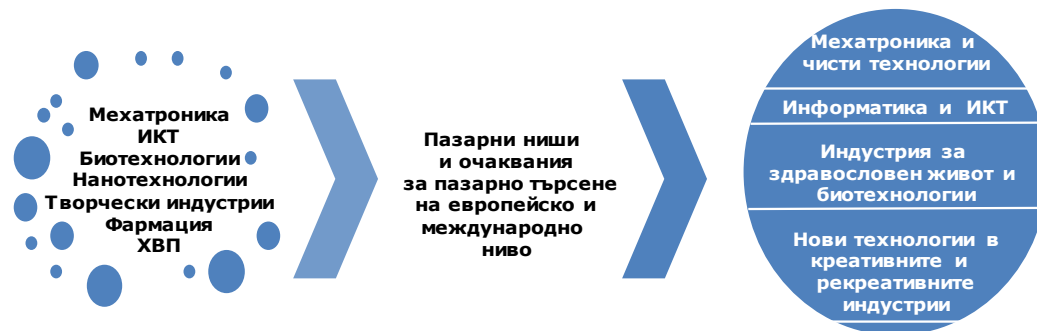 Мехатроника
ИКТ
Биотехнологии
Нанотехнологии
Творчески индустрии
Фармация
ХВП
Пазарни ниши
и очаквания
за пазарно търсене
на европейско и
международно
ниво
Мехатроника и
чисти технологии
Информатика и ИКТ
Индустрия за
здравословен живот и
биотехнологии
Нови технологии в
креативните и
рекреативните
индустрии